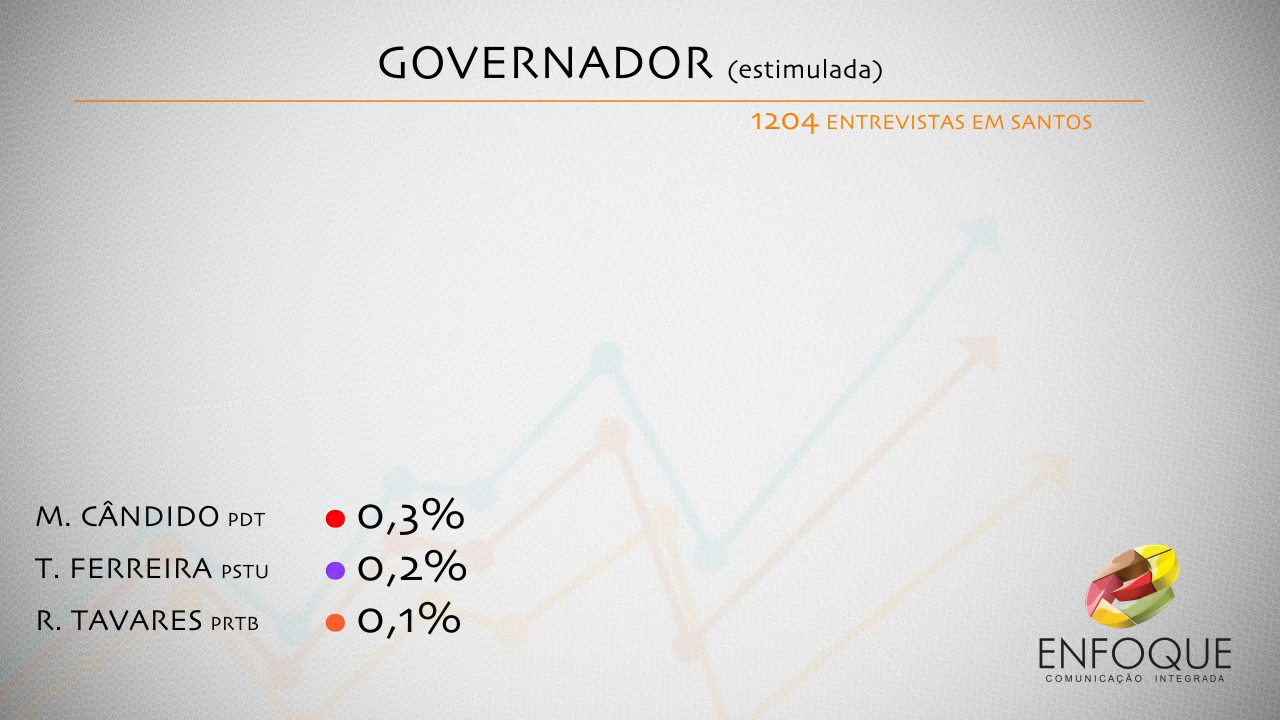 GOVERNADOR (estimulada)
1204 ENTREVISTAS EM SANTOS
M. CÂNDIDO PDT 0,3%
T. FERREIRA PSTU 0,2%
R. TAVARES PRTB 0,1%
ENFOQUE
COMUNICAÇÃO INTEGRADA